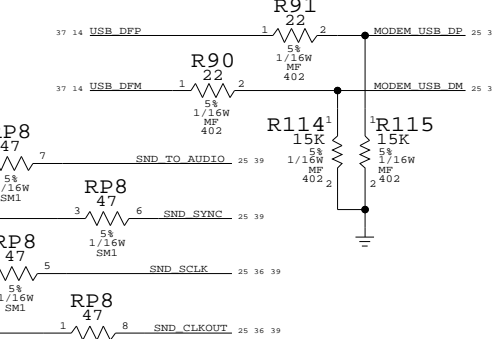 R91
22
37 14 USB_DFP 1 2 MODEM_USB_DP 25 3
5%
1/16W
MF
402
R90
22
37 14 USB_DFM 1 2 MODEM_USB_DM 25 3
5%
1/16W
MF
402
R114 1 1 R115
15K 15K
5% 5%
1/16W 1/16W
MF MF
402 2 2 402
RP8
47
7 SND_TO_AUDIO 25 39
5%
1/16W
SM1
RP8
47
3 6 SND_SYNC 25 39
5%
1/16W
SM1
RP8
47
5 SND_SCLK 25 36 39
5%
1/16W
SM1
RP8
47
1 8 SND_CLKOUT 25 36 39